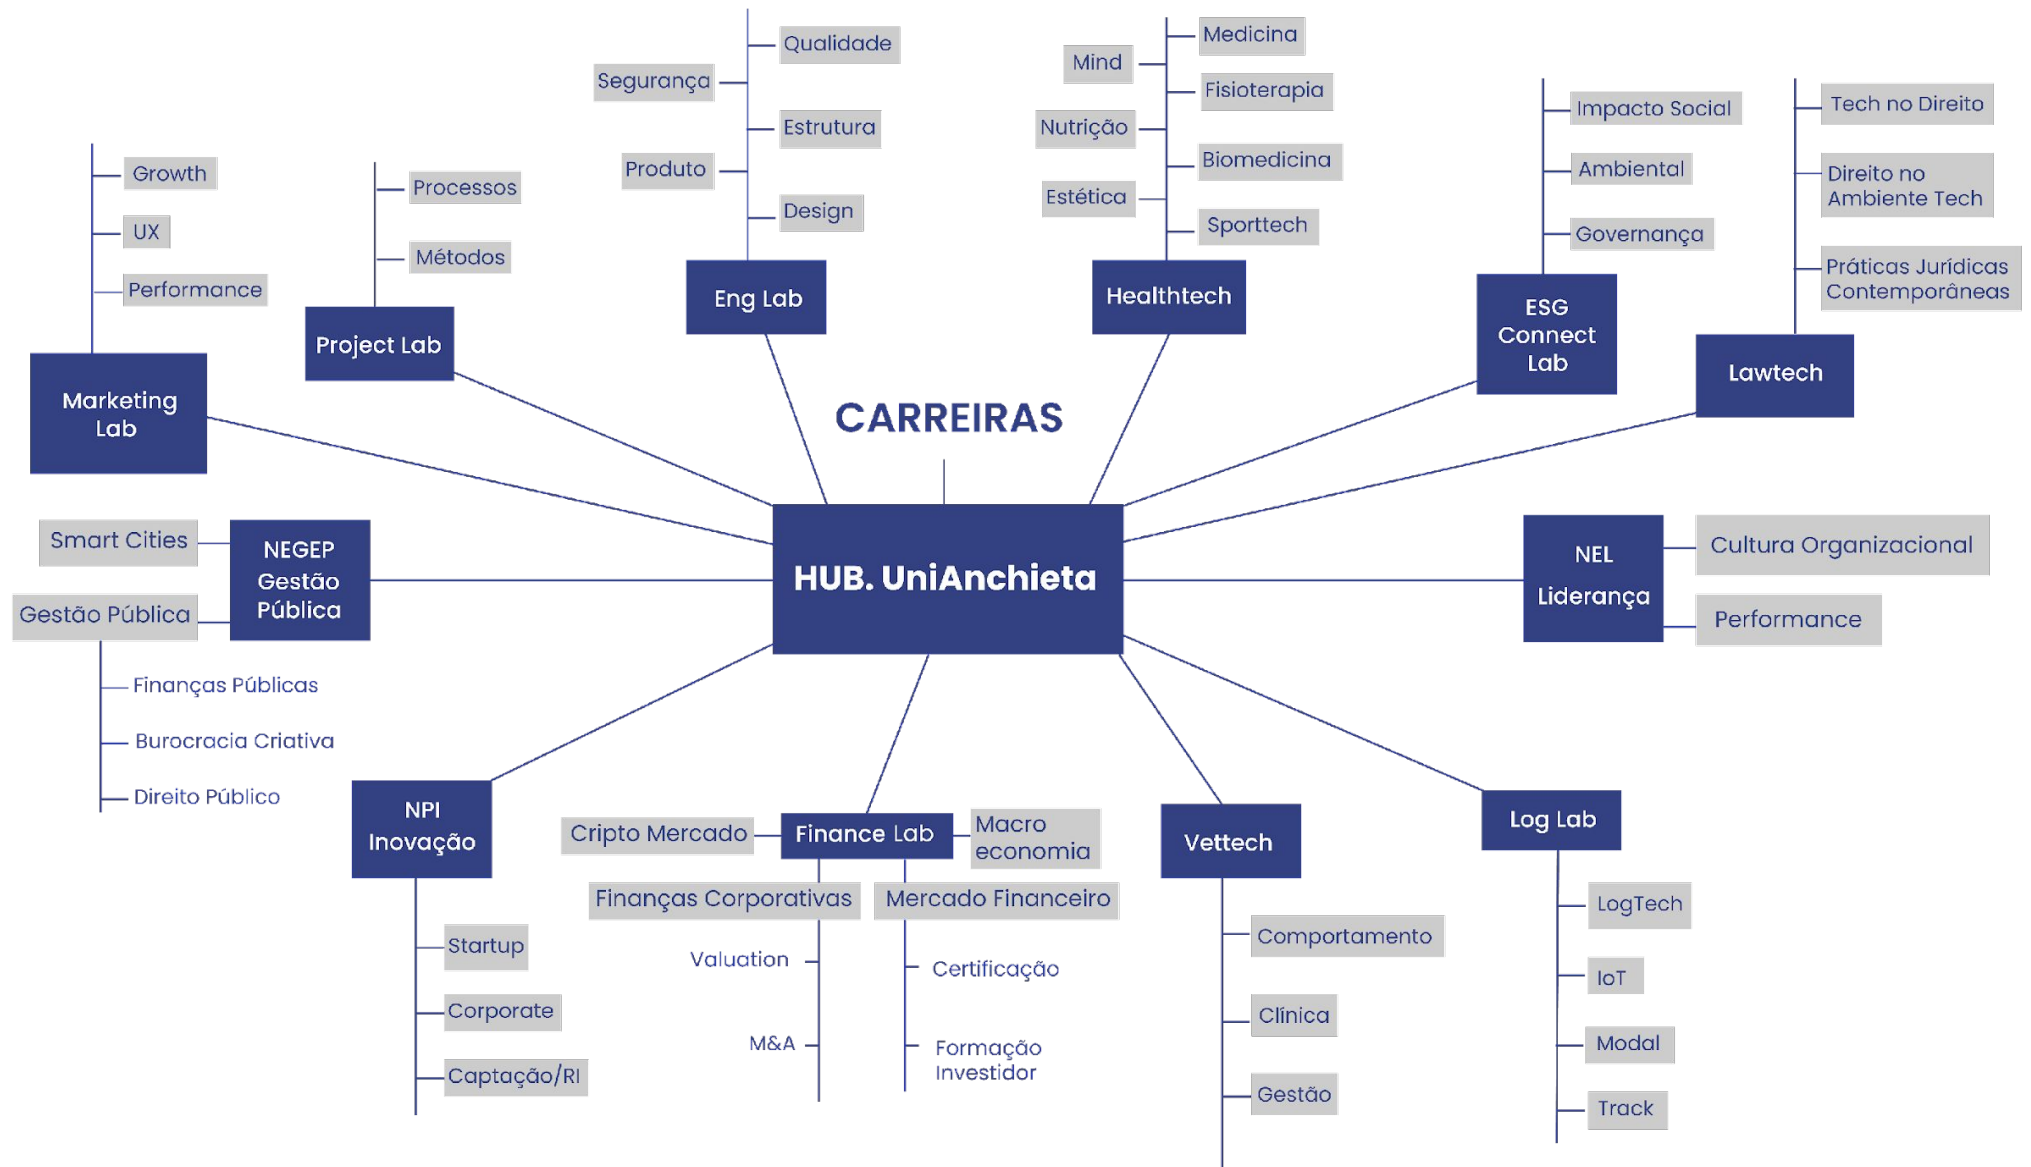 CARREIRAS
HUB. UniAnchieta
Marketing
Lab
Growth
UX
Performance
Project Lab
Processos
Métodos
Eng Lab
Qualidade
Segurança
Estrutura
Produto
Design
Healthtech
Medicina
Mind
Fisioterapia
Nutrição
Biomedicina
Estética
Sporttech
ESG
Connect
Lab
Impacto Social
Ambiental
Governança
Lawtech
Tech no Direito
Direito no
Ambiente Tech
Práticas Jurídicas
Contemporâneas
NEGEP
Gestão
Pública
Smart Cities
Gestão Pública
Finanças Públicas
Burocracia Criativa
Direito Público
NEL
Liderança
Cultura Organizacional
Performance
NPI
Inovação
Startup
Corporate
Captação/RI
Finance Lab
Cripto Mercado
Macro
economia
Finanças Corporativas
Valuation
M&A
Mercado Financeiro
Certificação
Formação
Investidor
Vettech
Comportamento
Clínica
Gestão
Log Lab
LogTech
IoT
Modal
Track